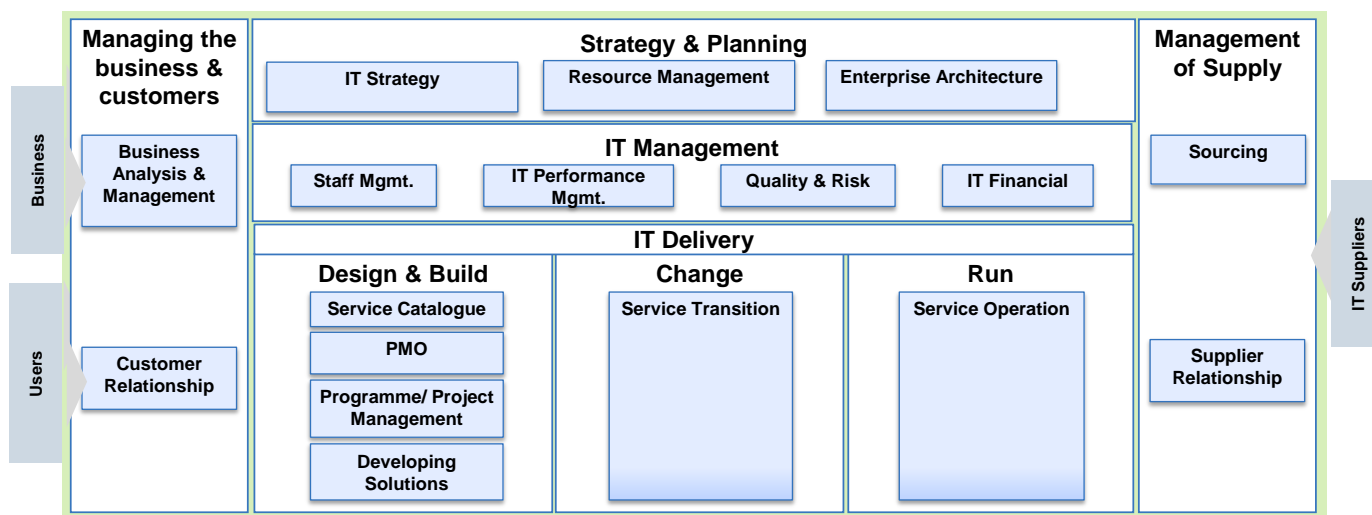 Business
Users
Managing the
business &
customers
Business
Analysis &
Management
Customer
Relationship
Strategy & Planning
IT Strategy
Resource Management
Enterprise Architecture
IT Management
Staff Mgmt.
IT Performance
Mgmt.
Quality & Risk
IT Financial
IT Delivery
Design & Build
Service Catalogue
PMO
Programme/ Project
Management
Developing
Solutions
Change
Service Transition
Run
Service Operation
Management
of Supply
Sourcing
Supplier
Relationship
IT Suppliers